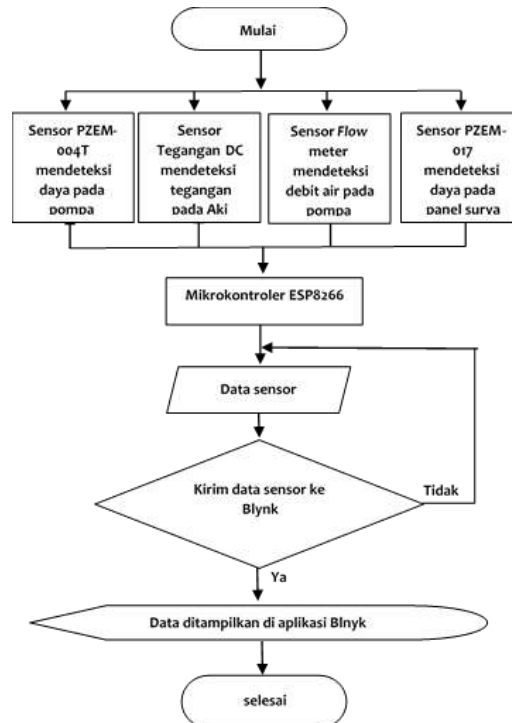 Mulai
Sensor PZEM-
004T
mendeteksi
daya pada
pompa
Sensor
Tegangan DC
mendeteksi
tegangan
pada Aki
Sensor Flow
meter
mendeteksi
debit air pada
pompa
Sensor PZEM-
017
mendeteksi
daya pada
panel surya
Mikrokontroler ESP8266
Data sensor
Kirim data sensor ke
Blynk
Tidak
Ya
Data ditampilkan di aplikasi Blnyk
selesai